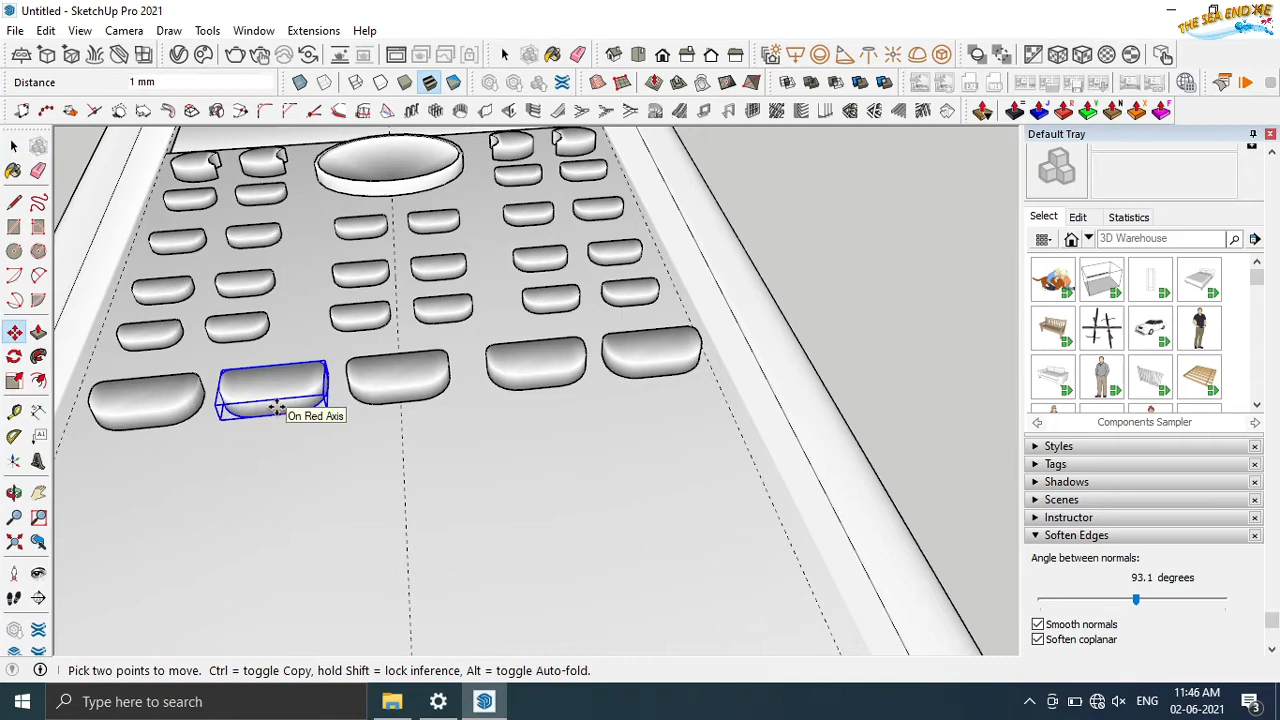 Untitled - SketchUp Pro 2021
THE SEA END ME
File Edit View Camera Draw Tools Window Extensions Help
Distance 1 mm
Default Tray
Select Edit Statistics
3D Warehouse
Components Sampler
On Red Axis
Styles
Tags
Shadows
Scenes
Instructor
Soften Edges
Angle between normals:
93.1 degrees
Smooth normals
Soften coplanar
Pick two points to move. Ctrl = toggle Copy, hold Shift = lock inference, Alt = toggle Auto-fold.
Type here to search
ENG
11:46 AM
02-06-2021
3